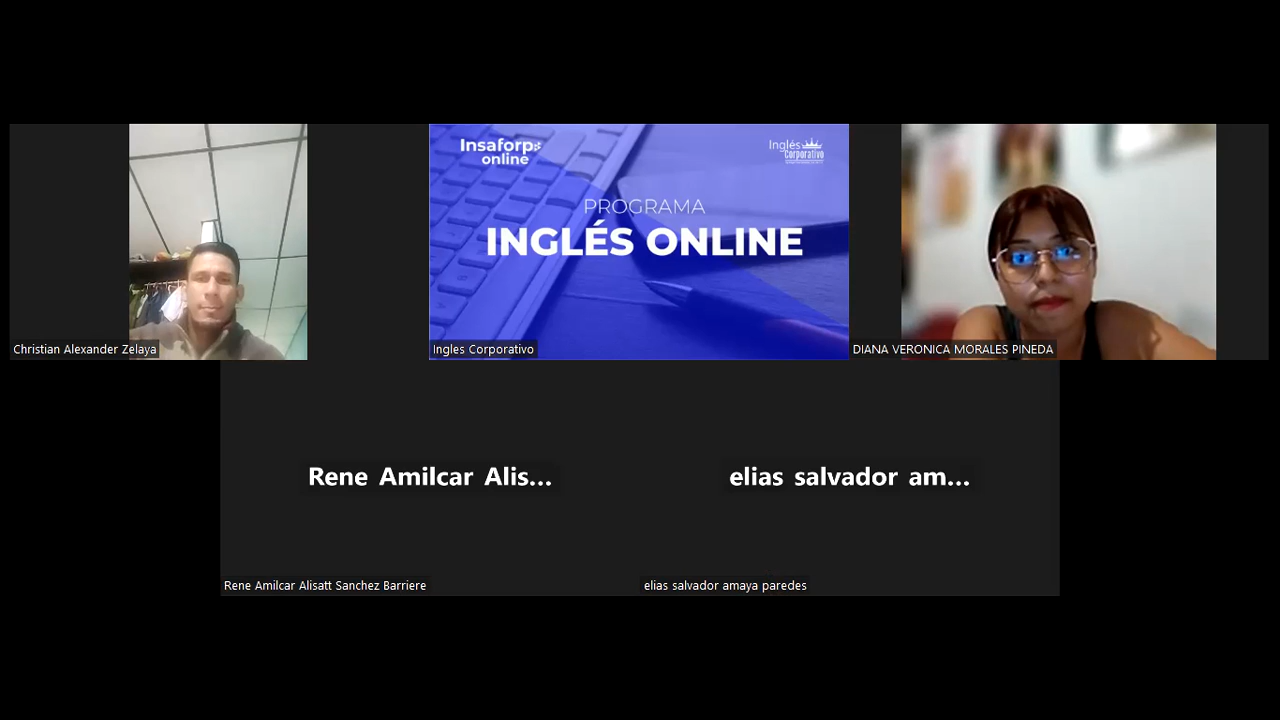 Insaforp
online
Inglés
Corporativo
PROGRAMA
INGLÉS ONLINE
Christian Alexander Zelaya
Ingles Corporativo
DIANA VERONICA MORALES PINEDA
Rene Amilcar Alis...
elias salvador am...
Rene Amilcar Alisatt Sanchez Barriere
elias salvador amaya paredes